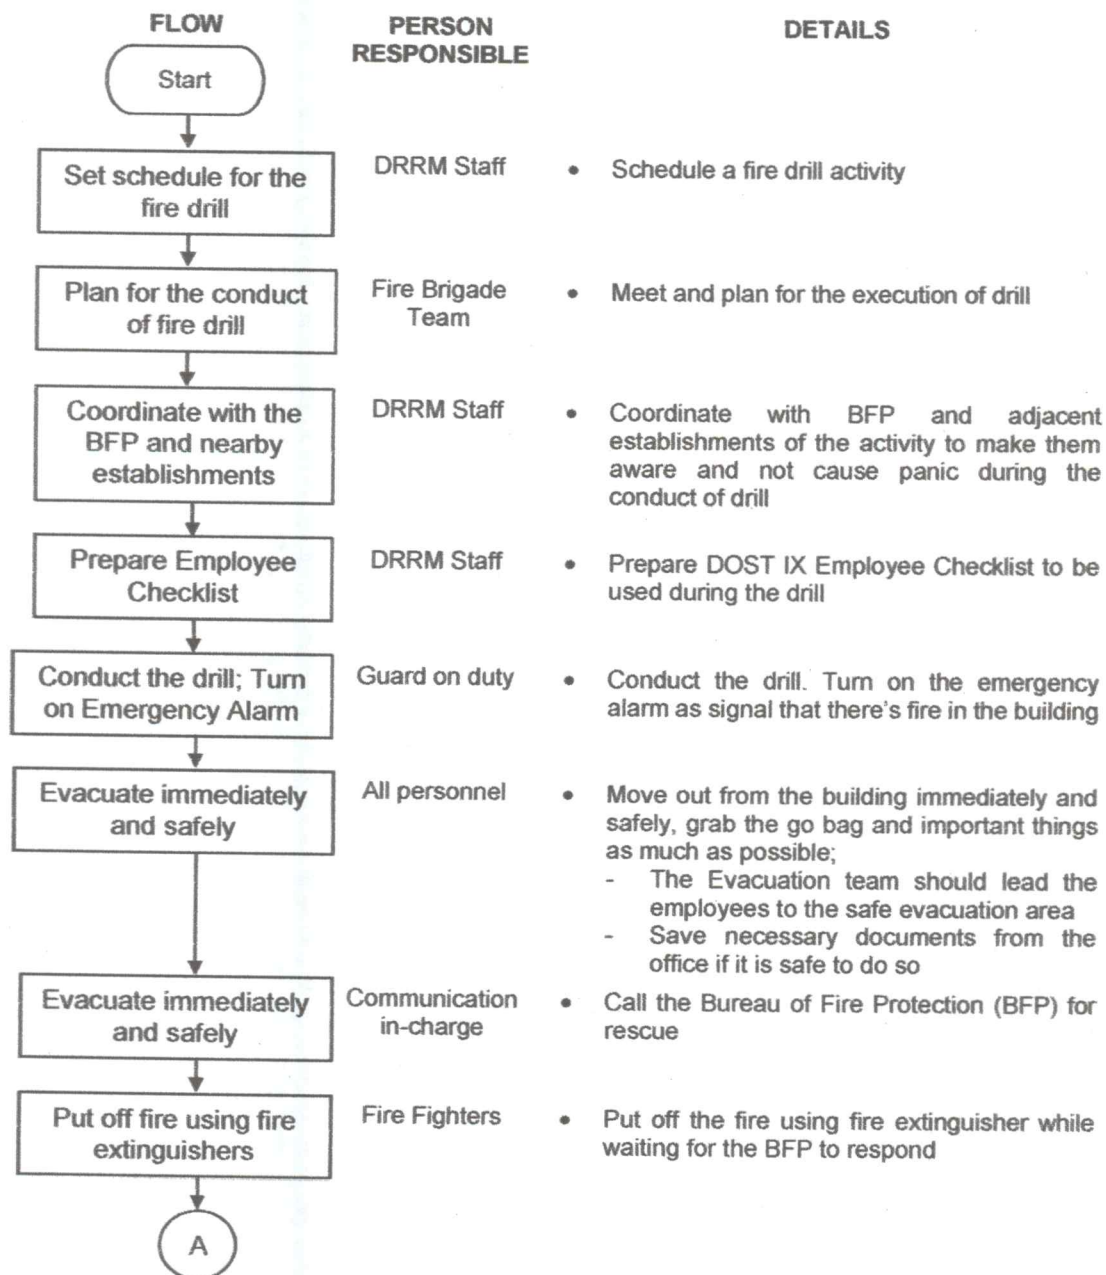 FLOW
PERSON
RESPONSIBLE
DETAILS
Start
Set schedule for the
fire drill
DRRM Staff
• Schedule a fire drill activity
Plan for the conduct
of fire drill
Fire Brigade
Team
• Meet and plan for the execution of drill
Coordinate with the
BFP and nearby
establishments
DRRM Staff
• Coordinate with BFP and adjacent
establishments of the activity to make them
aware and not cause panic during the
conduct of drill
Prepare Employee
Checklist
DRRM Staff
• Prepare DOST IX Employee Checklist to be
used during the drill
Conduct the drill; Turn
on Emergency Alarm
Guard on duty
• Conduct the drill. Turn on the emergency
alarm as signal that there's fire in the building
Evacuate immediately
and safely
All personnel
• Move out from the building immediately and
safely, grab the go bag and important things
as much as possible;
- The Evacuation team should lead the
employees to the safe evacuation area
- Save necessary documents from the
office if it is safe to do so
Evacuate immediately
and safely
Communication
in-charge
• Call the Bureau of Fire Protection (BFP) for
rescue
Put off fire using fire
extinguishers
Fire Fighters
• Put off the fire using fire extinguisher while
waiting for the BFP to respond
A